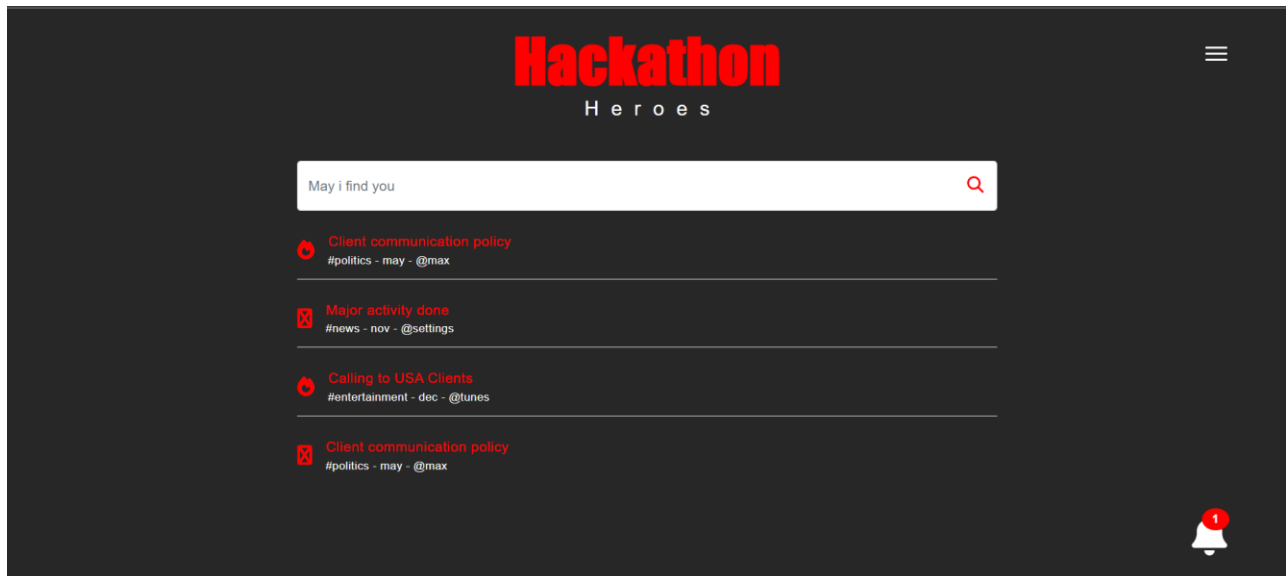 Hackathon
Heroes
May i find you
Client communication policy
#politics - may - @max
Major activity done
#news - nov - @settings
Calling to USA Clients
#entertainment - dec - @tunes
Client communication policy
#politics - may - @max
1